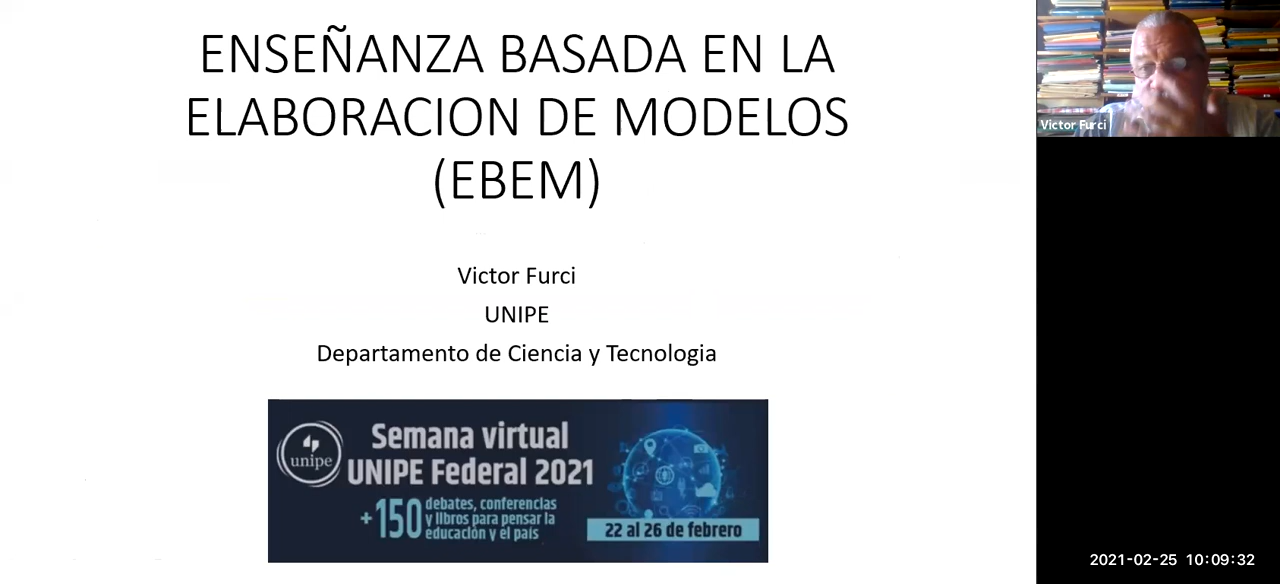 ENSEÑANZA BASADA EN LA
ELABORACION DE MODELOS
(EBEM)
Victor Furci
UNIPE
Departamento de Ciencia y Tecnologia
unipe
Semana virtual
UNIPE Federal 2021
+150 debates, conferencias
y libros para pensar la
educación y el país
22 al 26 de febrero
Victor Furci
2021-02-25 10:09:32